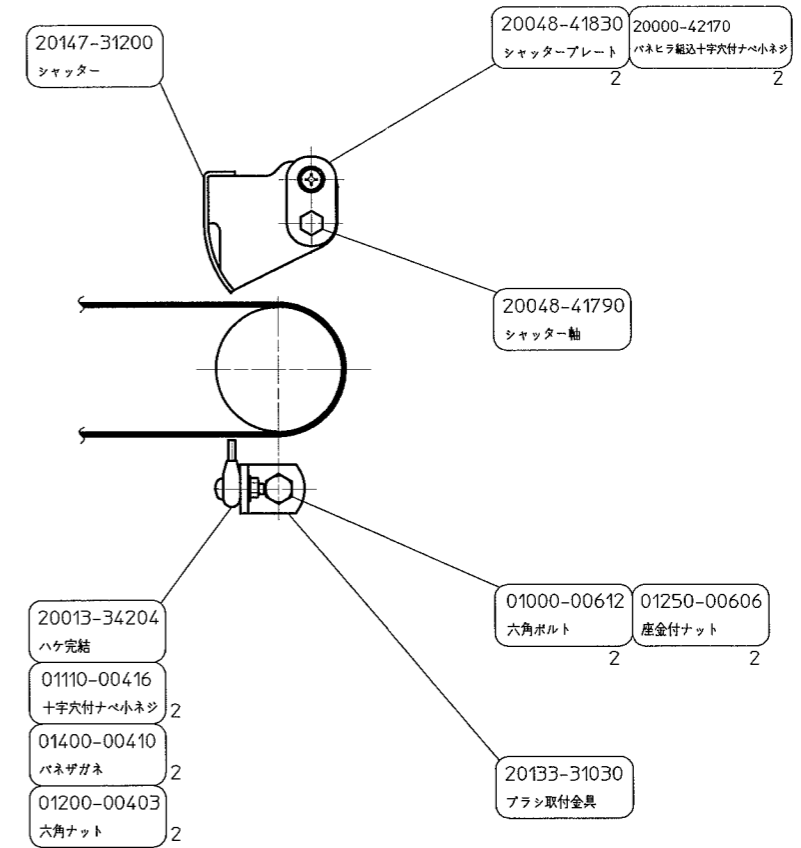 20147-31200
シャッター
20048-41830
シャッタープレート
2
20000-42170
バネヒラ組込十字穴付ナベ小ネジ
2
20048-41790
シャッター軸
20013-34204
ハケ完結
01110-00416
十字穴付ナベ小ネジ
2
01400-00410
バネザガネ
2
01200-00403
六角ナット
2
01000-00612
六角ボルト
2
01250-00606
座金付ナット
2
20133-31030
ブラシ取付金具